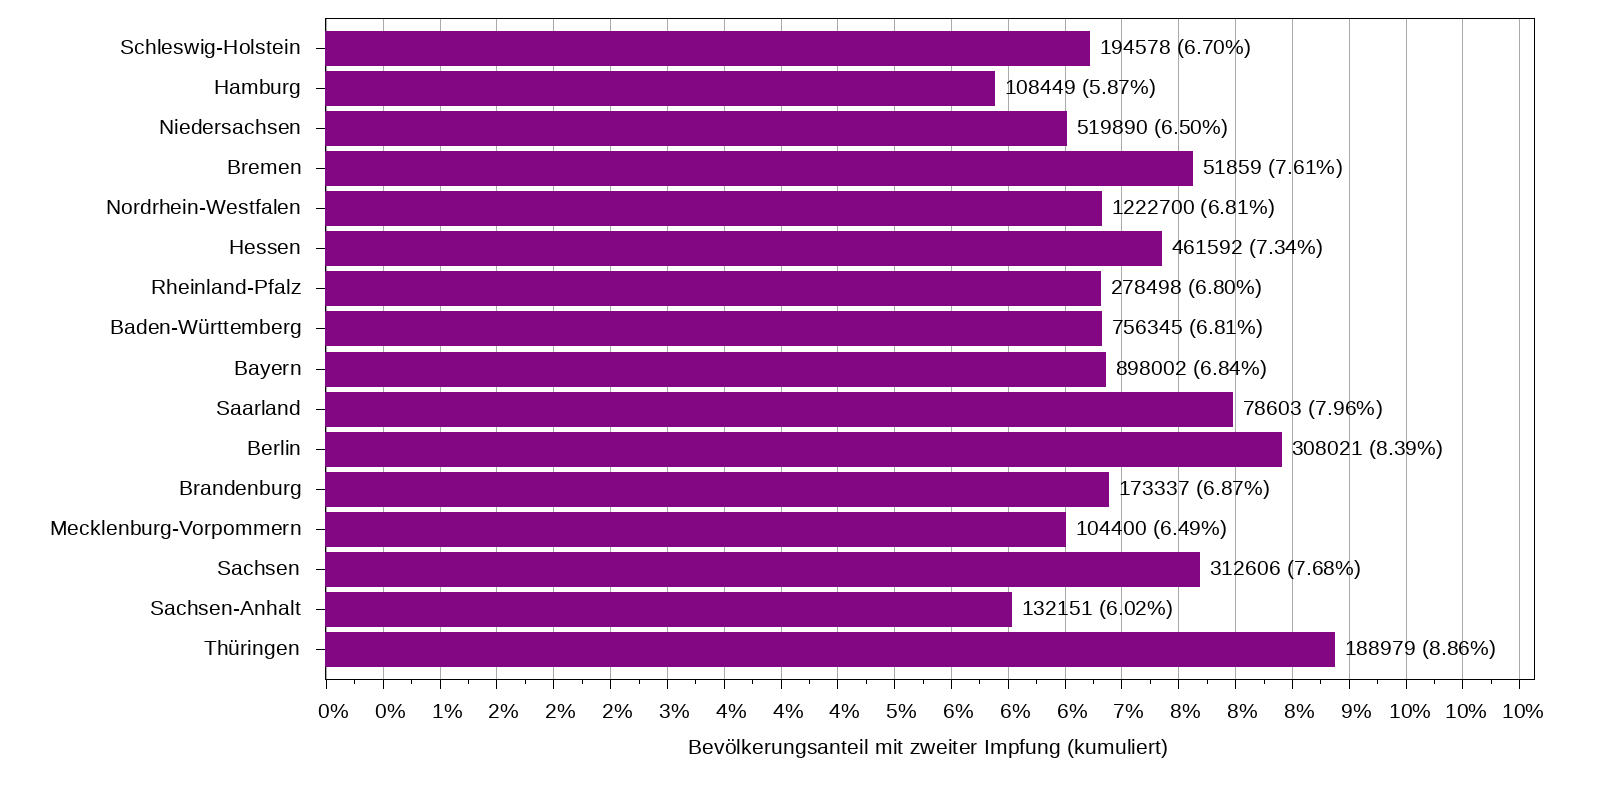 Schleswig-Holstein 194578 (6.70%)
Hamburg 108449 (5.87%)
Niedersachsen 519890 (6.50%)
Bremen 51859 (7.61%)
Nordrhein-Westfalen 1222700 (6.81%)
Hessen 461592 (7.34%)
Rheinland-Pfalz 278498 (6.80%)
Baden-Württemberg 756345 (6.81%)
Bayern 898002 (6.84%)
Saarland 78603 (7.96%)
Berlin 308021 (8.39%)
Brandenburg 173337 (6.87%)
Mecklenburg-Vorpommern 104400 (6.49%)
Sachsen 312606 (7.68%)
Sachsen-Anhalt 132151 (6.02%)
Thüringen 188979 (8.86%)
0% 0% 1% 2% 2% 2% 3% 4% 4% 4% 5% 6% 6% 6% 7% 8% 8% 8% 9% 10% 10% 10%
Bevölkerungsanteil mit zweiter Impfung (kumuliert)